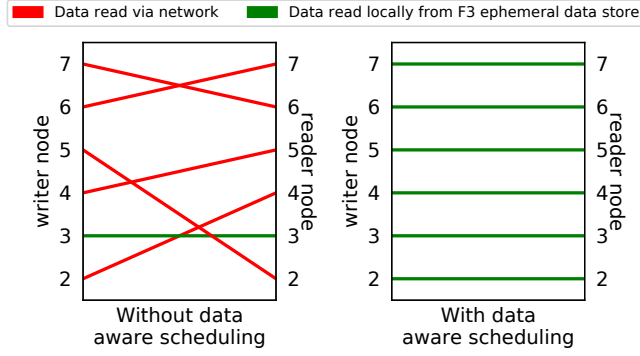 Data read via network
Data read locally from F3 ephemeral data store
writer node
7
6
5
4
3
2
7
6
5
4
3
2
reader node
Without data
aware scheduling
writer node
7
6
5
4
3
2
7
6
5
4
3
2
reader node
With data
aware scheduling